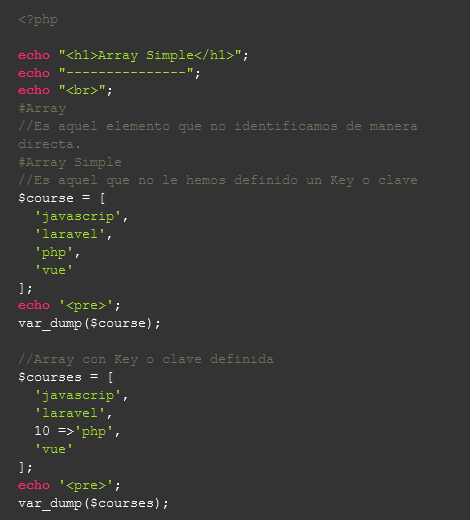 <?php
echo "<h1>Array Simple</h1>";
echo "---------------";
echo "<br>";
#Array
//Es aquel elemento que no identificamos de manera
directa.
#Array Simple
//Es aquel que no le hemos definido un Key o clave
$course = [
'javascrip',
'laravel',
'php',
'vue'
];
echo '<pre>';
var_dump($course);
//Array con Key o clave definida
$courses = [
'javascrip',
'laravel',
10 =>'php',
'vue'
];
echo '<pre>';
var_dump($courses);